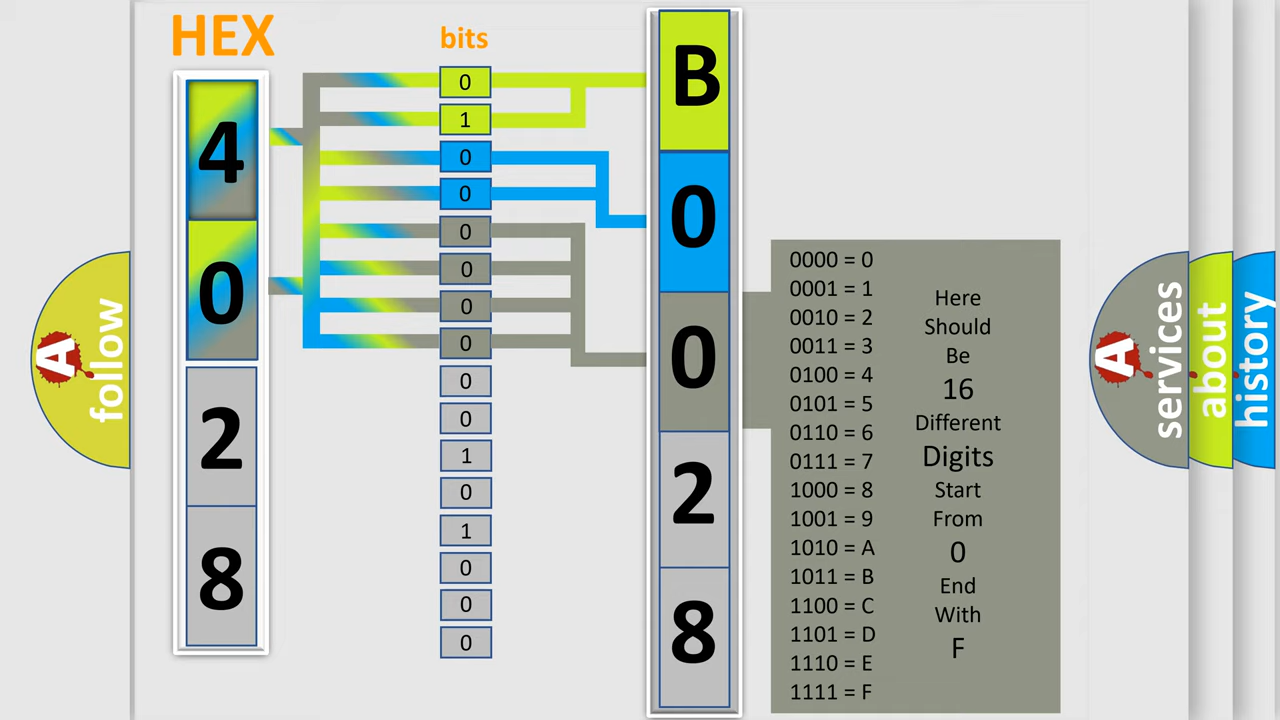 HEX
4
0
2
8
bits
0
1
0
0
0
0
0
0
0
0
1
0
1
0
0
0
B
0
0
2
8
0000 = 0
0001 = 1
0010 = 2
0011 = 3
0100 = 4
0101 = 5
0110 = 6
0111 = 7
1000 = 8
1001 = 9
1010 = A
1011 = B
1100 = C
1101 = D
1110 = E
1111 = F
Here
Should
Be
16
Different
Digits
Start
From
0
End
With
F
A
follow
A
services
about
history